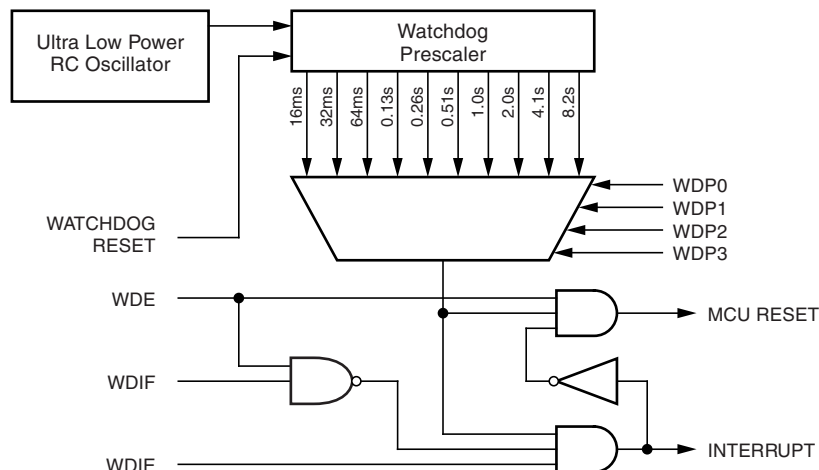 Ultra Low Power
RC Oscillator
Watchdog
Prescaler
16ms
32ms
64ms
0.13s
0.26s
0.51s
1.0s
2.0s
4.1s
8.2s
WDP0
WDP1
WDP2
WDP3
WATCHDOG
RESET
WDE
MCU RESET
WDIF
INTERRUPT
WDIE